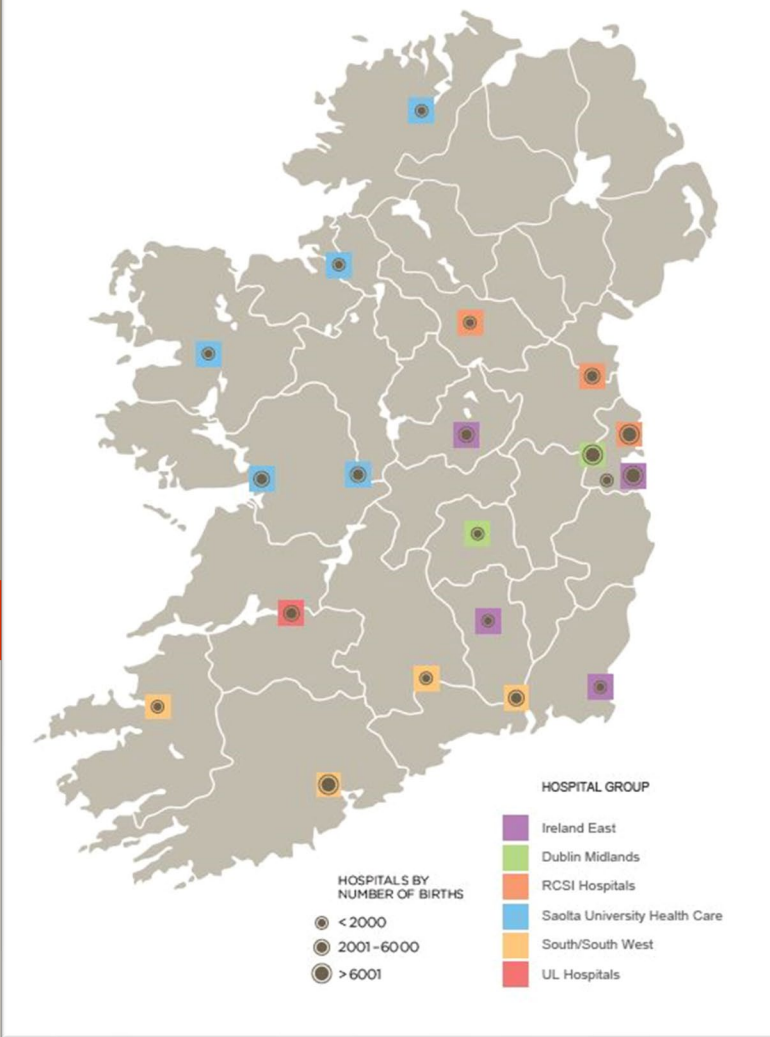 HOSPITAL GROUP
Ireland East
Dublin Midlands
RCSI Hospitals
Saolta University Health Care
South/South West
UL Hospitals
HOSPITALS BY
NUMBER OF BIRTHS
<2000
2001-6000
>6001